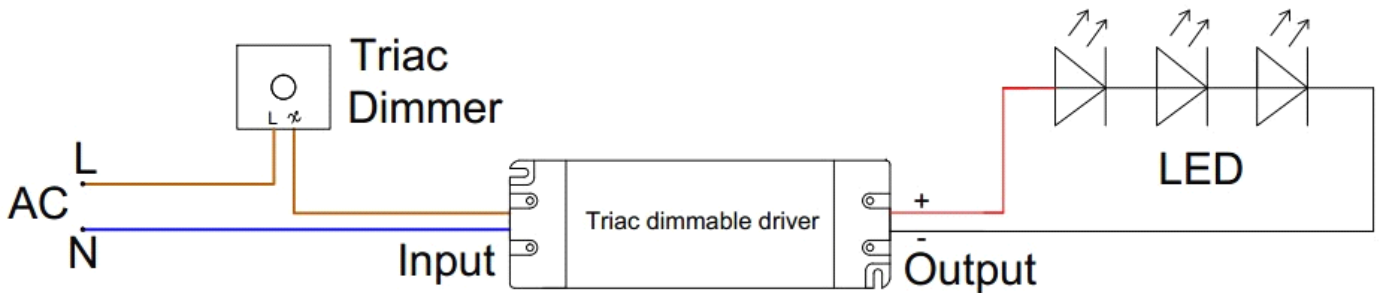 Triac
Dimmer
L
L
AC
N
Input
Triac dimmable driver
+
-
Output
LED